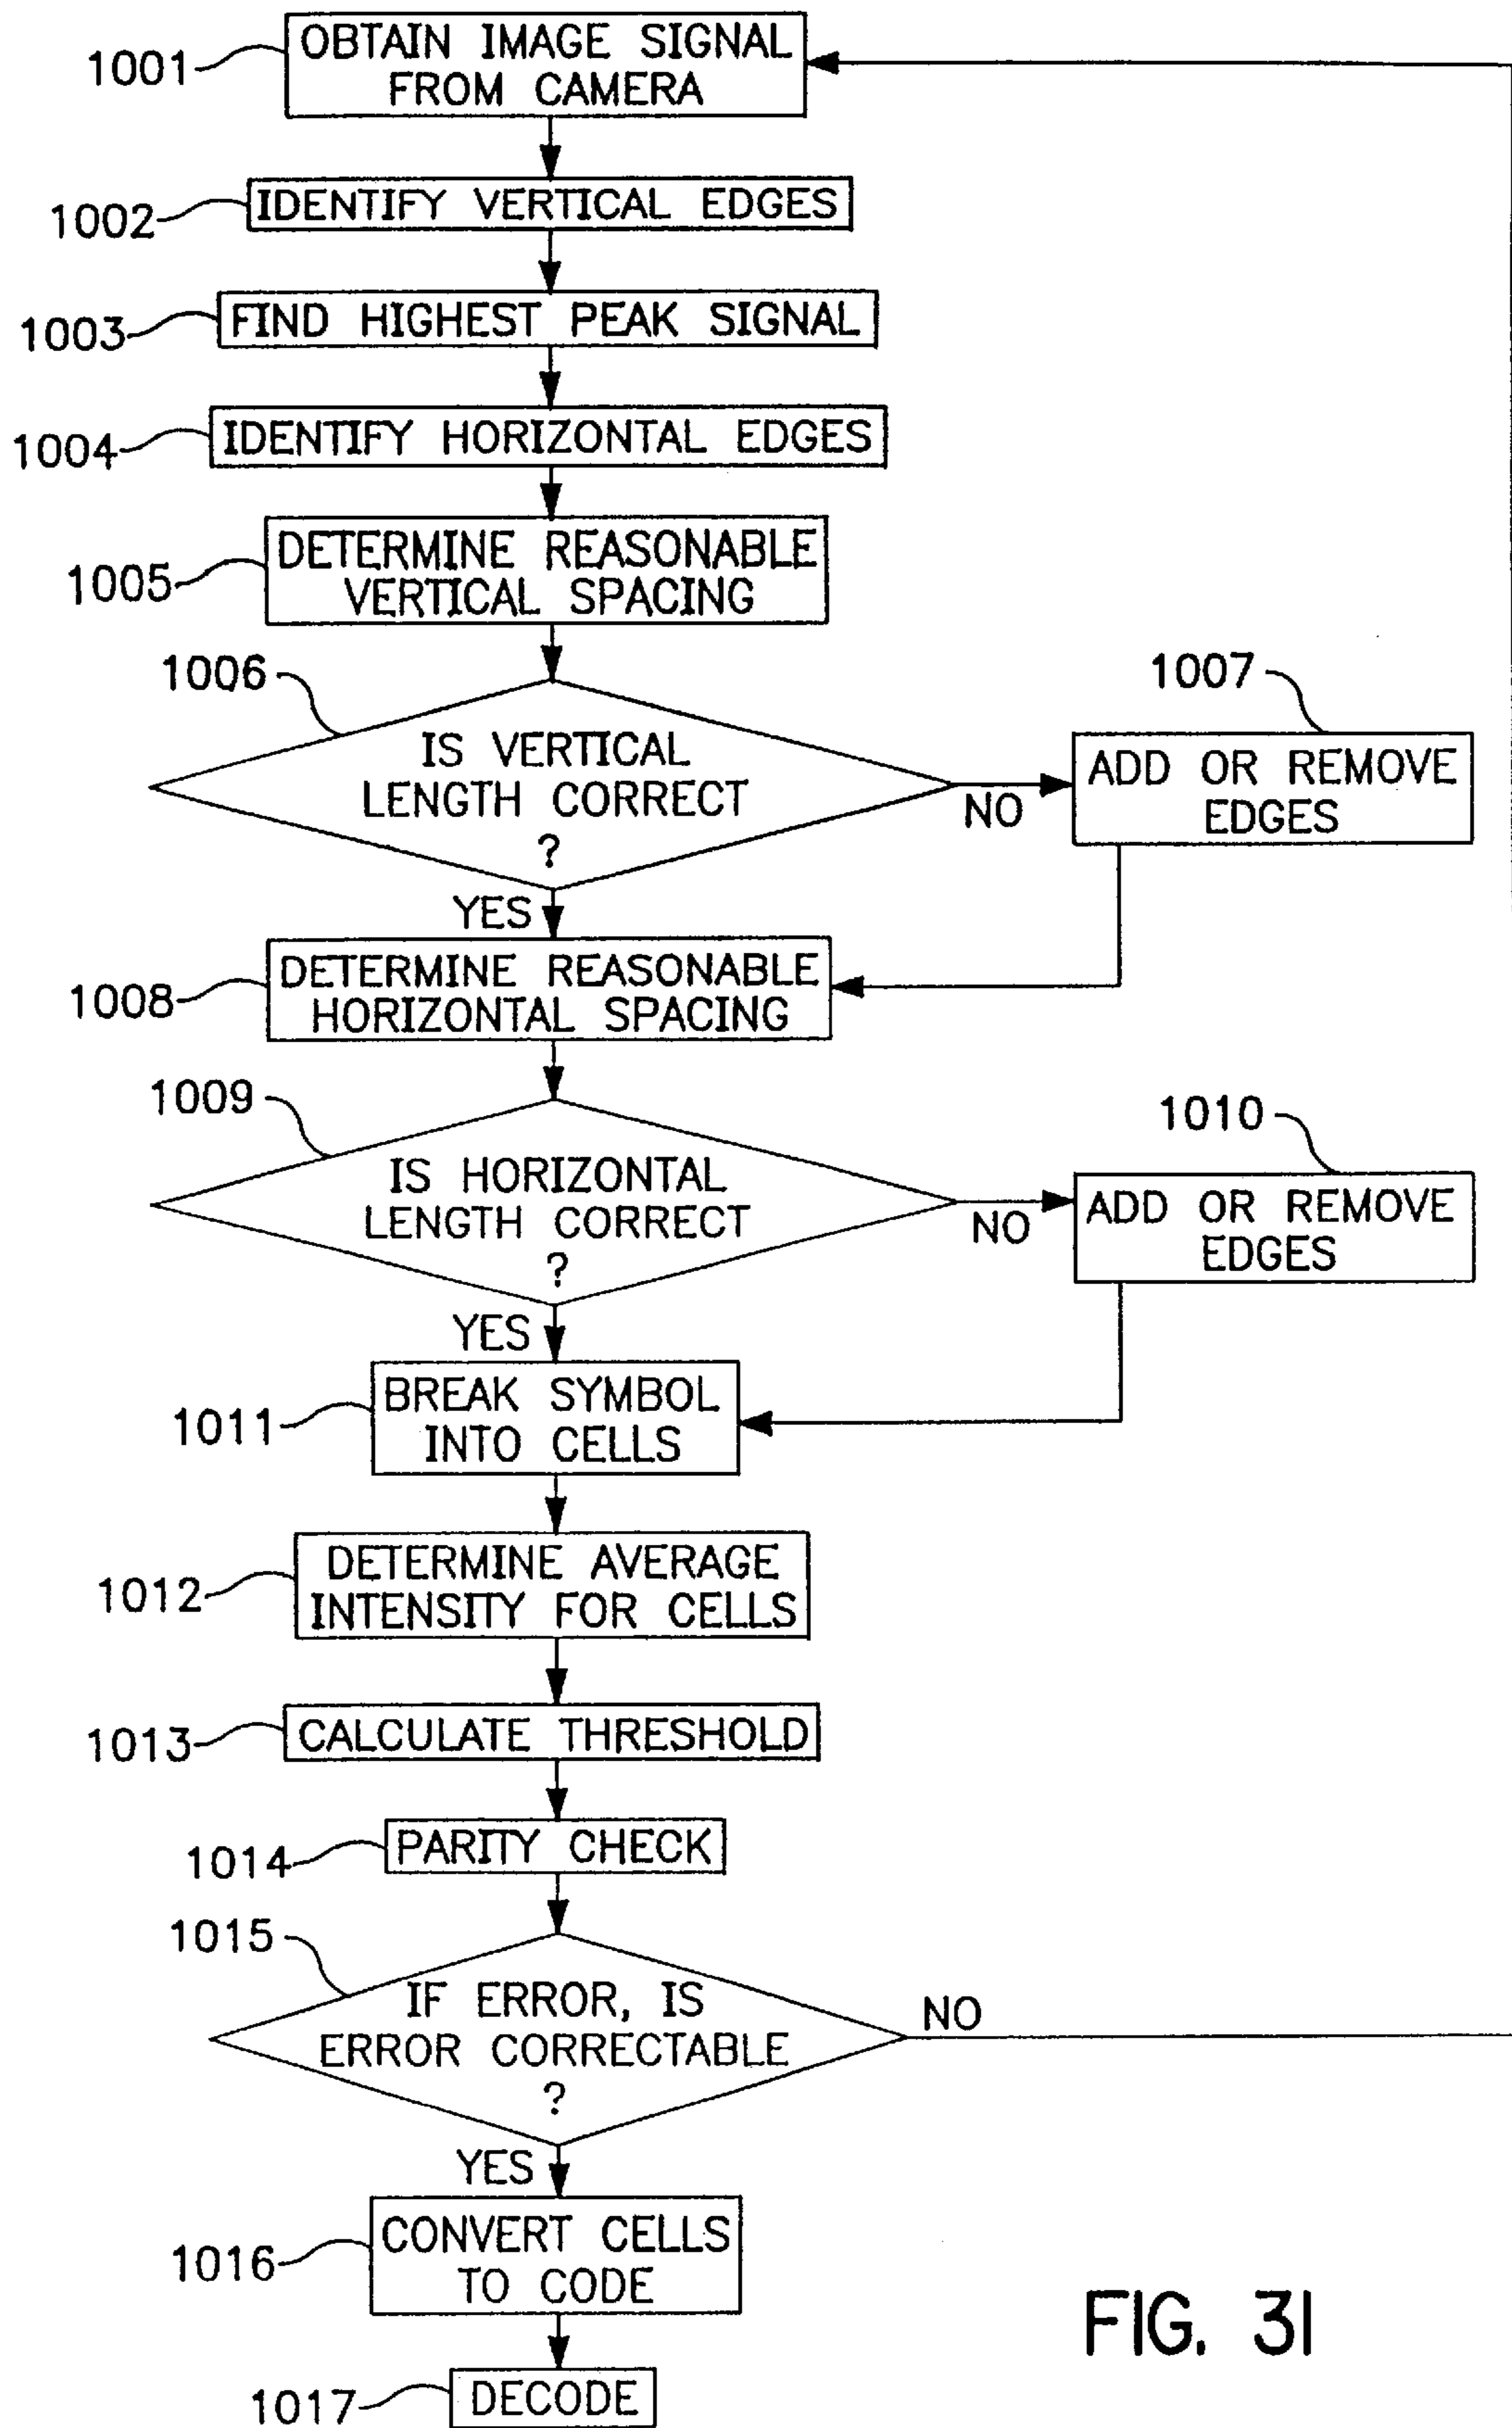 1001
OBTAIN IMAGE SIGNAL
FROM CAMERA
1002
IDENTIFY VERTICAL EDGES
1003
FIND HIGHEST PEAK SIGNAL
1004
IDENTIFY HORIZONTAL EDGES
1005
DETERMINE REASONABLE
VERTICAL SPACING
1006
IS VERTICAL
LENGTH CORRECT
?
NO
1007
ADD OR REMOVE
EDGES
YES
1008
DETERMINE REASONABLE
HORIZONTAL SPACING
1009
IS HORIZONTAL
LENGTH CORRECT
?
NO
1010
ADD OR REMOVE
EDGES
YES
1011
BREAK SYMBOL
INTO CELLS
1012
DETERMINE AVERAGE
INTENSITY FOR CELLS
1013
CALCULATE THRESHOLD
1014
PARITY CHECK
1015
IF ERROR, IS
ERROR CORRECTABLE
?
NO
YES
1016
CONVERT CELLS
TO CODE
1017
DECODE
FIG. 31